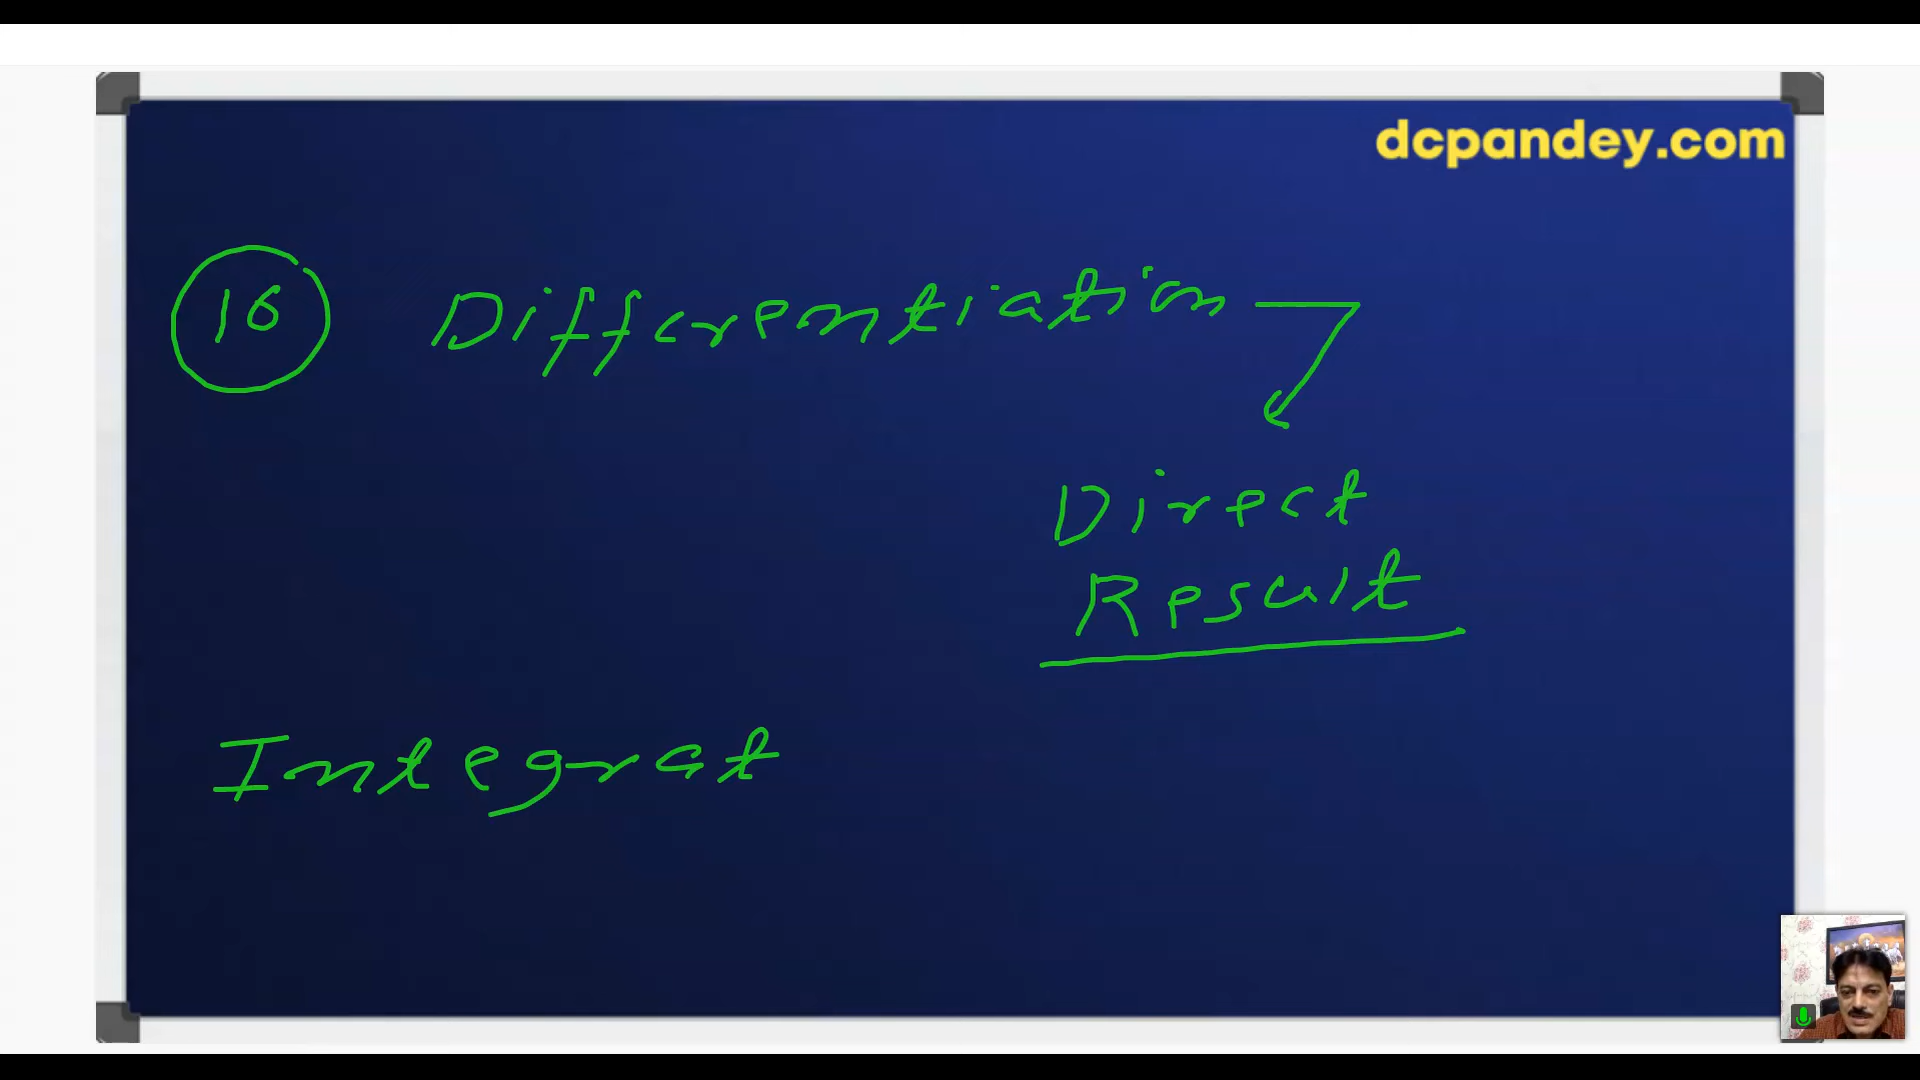 dcpandey.com
16 Differentiation
Direct
Result
Integrat